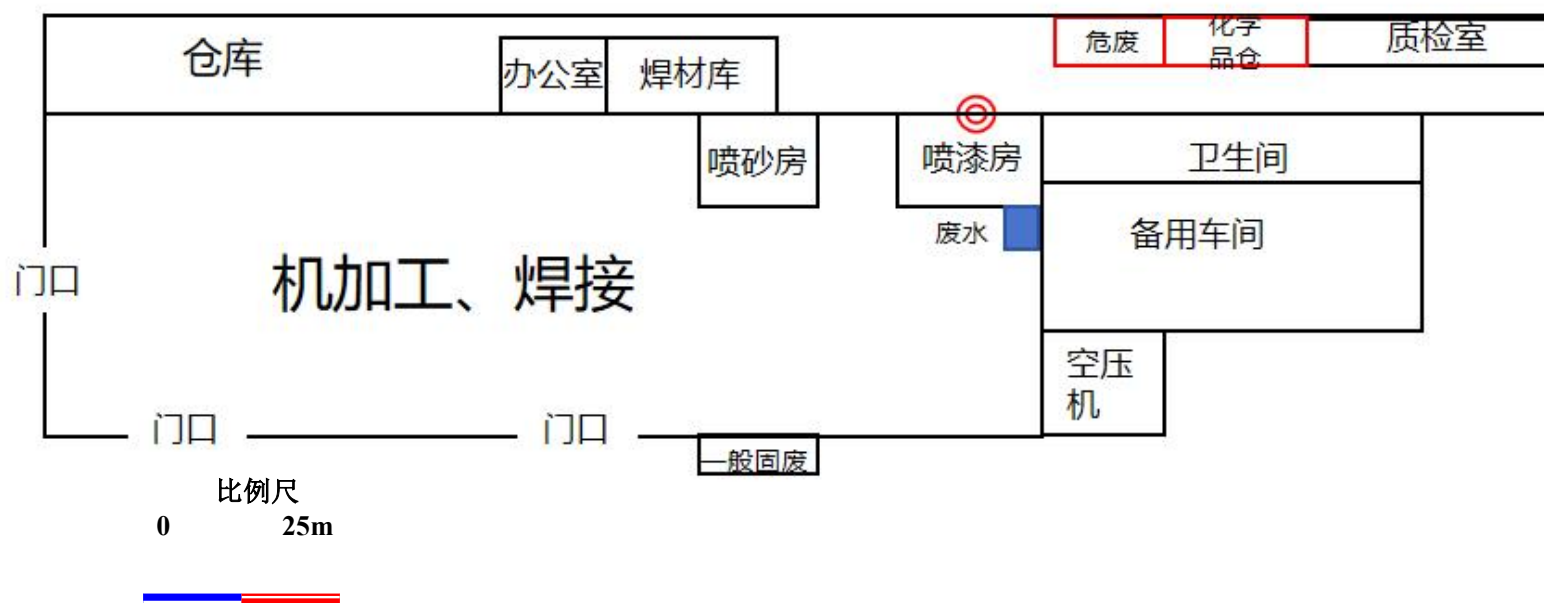 仓库
办公室
焊材库
危废
化学
品仓
质检室
喷砂房
喷漆房
卫生间
废水
备用车间
门口
机加工、焊接
空压
机
门口
门口
一般固废
比例尺
0 25m